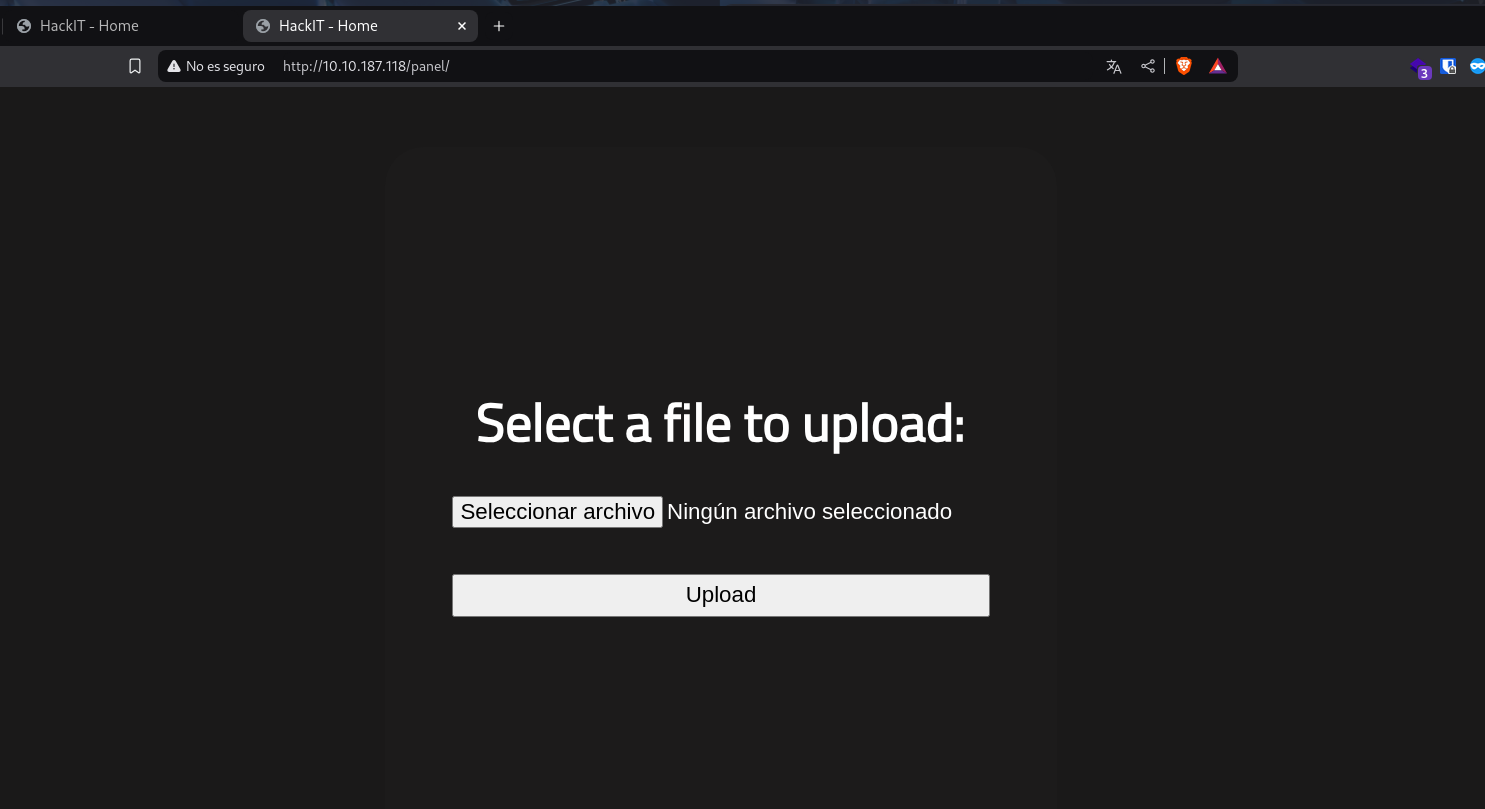 HackIT - Home
HackIT - Home
No es seguro http://10.10.187.118/panel/
3
Select a file to upload:
Seleccionar archivo Ningún archivo seleccionado
Upload